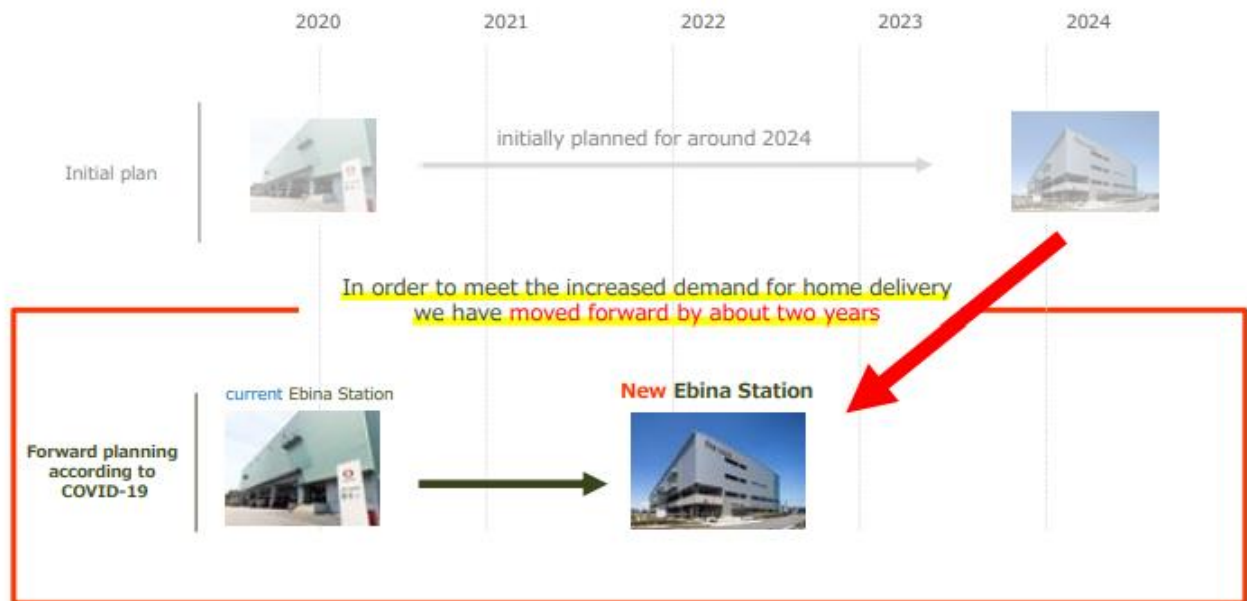 2020
2021
2022
2023
2024
Initial plan
initially planned for around 2024
In order to meet the increased demand for home delivery
we have moved forward by about two years
Forward planning
according to
COVID-19
current Ebina Station
New Ebina Station